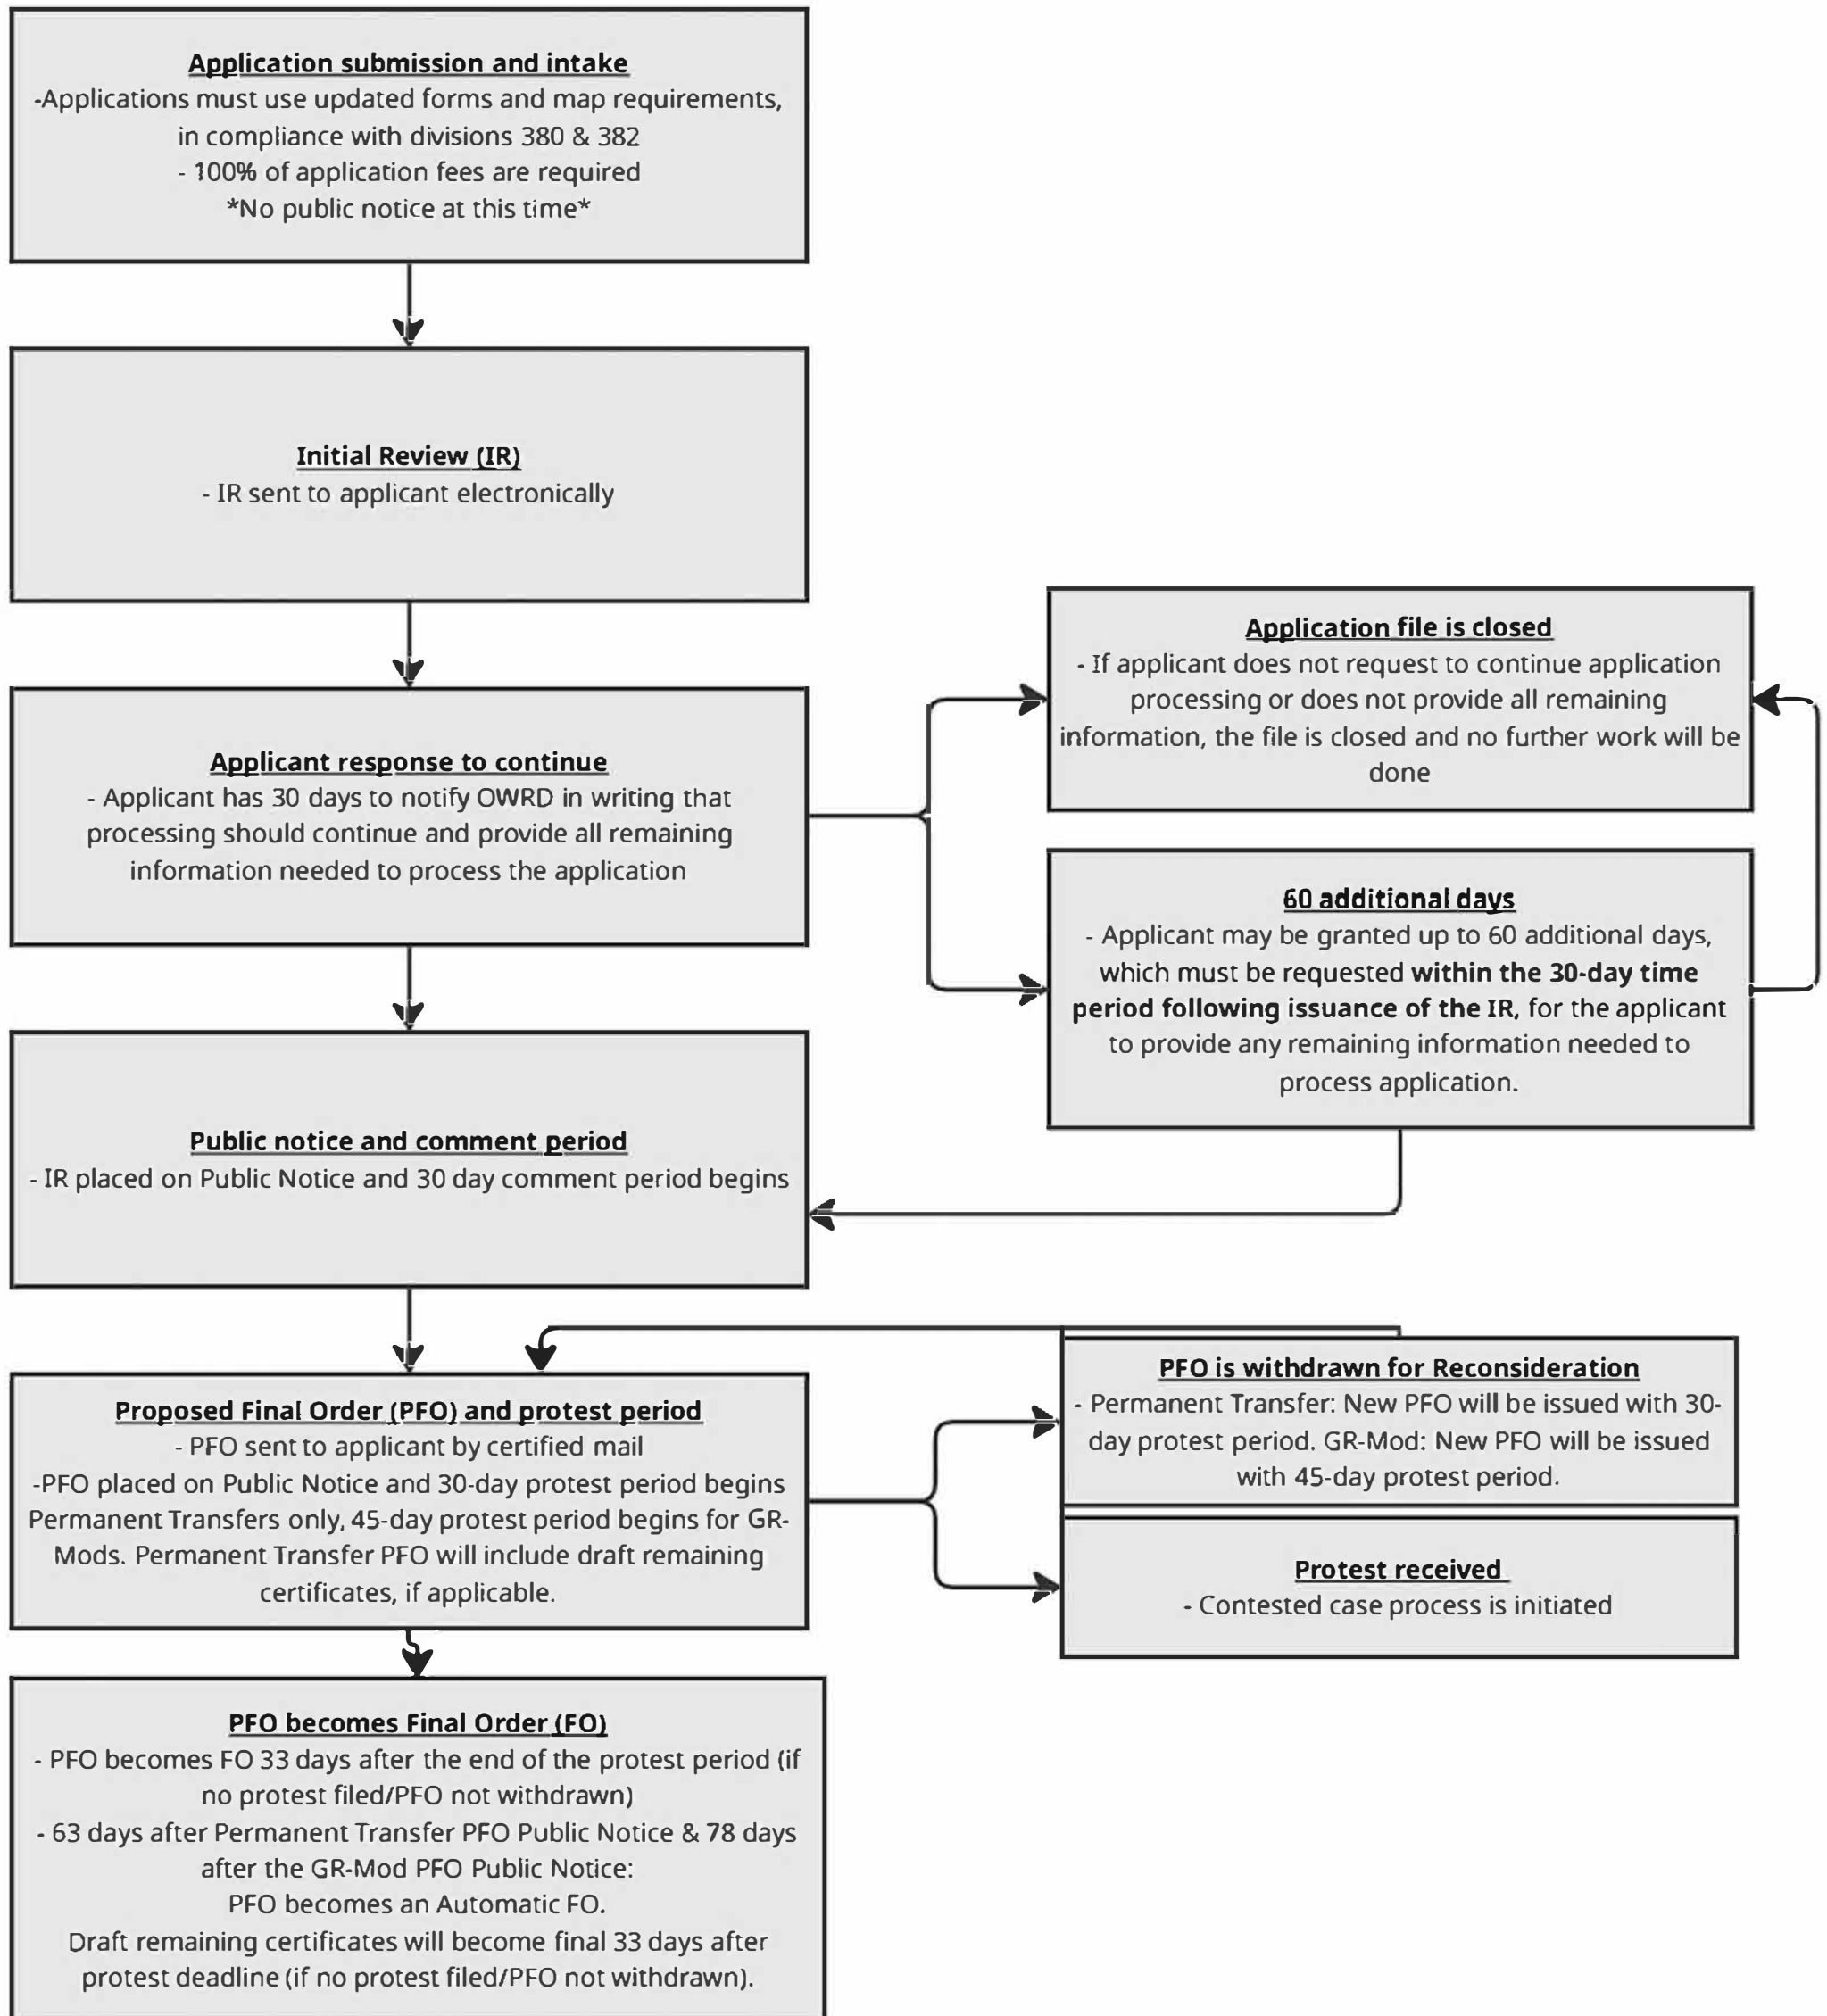 Application submission and intake
-Applications must use updated forms and map requirements,
in compliance with divisions 380 & 382
- 100% of application fees are required
*No public notice at this time*
Initial Review (IR)
- IR sent to applicant electronically
Application file is closed
- If applicant does not request to continue application
processing or does not provide all remaining
information, the file is closed and no further work will be
done
Applicant response to continue
- Applicant has 30 days to notify OWRD in writing that
processing should continue and provide all remaining
information needed to process the application
60 additional days
- Applicant may be granted up to 60 additional days,
which must be requested within the 30-day time
period following issuance of the IR, for the applicant
to provide any remaining information needed to
process application.
Public notice and comment period
- IR placed on Public Notice and 30 day comment period begins
Proposed Final Order (PFO) and protest period
- PFO sent to applicant by certified mail
-PFO placed on Public Notice and 30-day protest period begins
Permanent Transfers only, 45-day protest period begins for GR-
Mods. Permanent Transfer PFO will include draft remaining
certificates, if applicable.
PFO is withdrawn for Reconsideration
- Permanent Transfer: New PFO will be issued with 30-
day protest period. GR-Mod: New PFO will be issued
with 45-day protest period.
Protest received
- Contested case process is initiated
PFO becomes Final Order (FO)
- PFO becomes FO 33 days after the end of the protest period (if
no protest filed/PFO not withdrawn)
- 63 days after Permanent Transfer PFO Public Notice & 78 days
after the GR-Mod PFO Public Notice:
PFO becomes an Automatic FO.
Draft remaining certificates will become final 33 days after
protest deadline (if no protest filed/PFO not withdrawn).